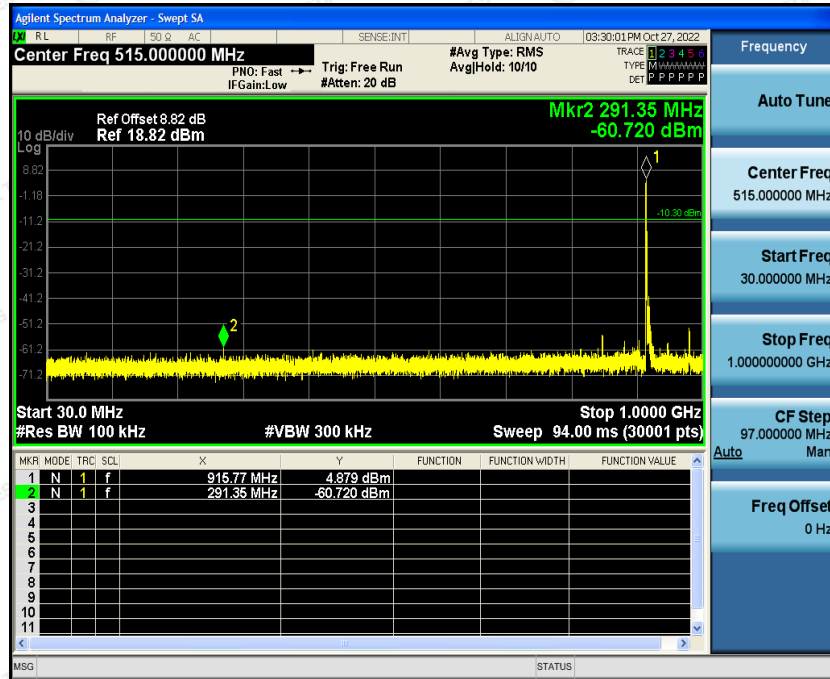 Agilent Spectrum Analyzer - Swept SA
LXI RL RF 50 Ω AC SENSE:INT ALIGN AUTO 03:30:01 PM Oct 27, 2022
Center Freq 515.000000 MHz
PNO: Fast
IFGain:Low
Trig: Free Run
#Atten: 20 dB
#Avg Type: RMS
Avg|Hold: 10/10
TRACE 1 2 3 4 5 6
TYPE M W W W W W
DET P P P P P P
Ref Offset 8.82 dB
10 dB/div Ref 18.82 dBm
Log
Mkr2 291.35 MHz
-60.720 dBm
8.82
-1.18
-11.2
-21.2
-31.2
-41.2
-51.2
-61.2
-71.2
1
-10.30 dBm
2
Start 30.0 MHz Stop 1.0000 GHz
#Res BW 100 kHz #VBW 300 kHz Sweep 94.00 ms (30001 pts)
MKR MODE TRC SCL X Y FUNCTION FUNCTION WIDTH FUNCTION VALUE
1 N 1 f 915.77 MHz 4.879 dBm
2 N 1 f 291.35 MHz -60.720 dBm
3
4
5
6
7
8
9
10
11
MSG STATUS
Frequency
Auto Tune
Center Freq
515.000000 MHz
Start Freq
30.000000 MHz
Stop Freq
1.000000000 GHz
CF Step
97.000000 MHz
Auto Man
Freq Offset
0 Hz